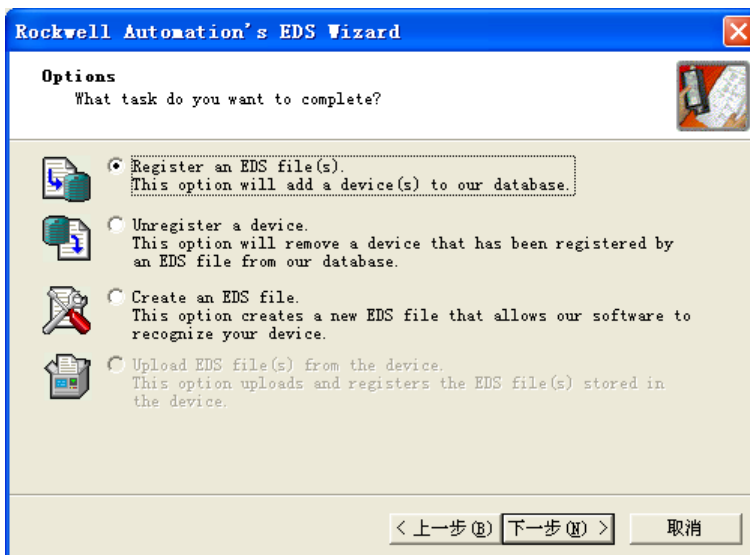 Rockwell Automation's EDS Wizard
Options
What task do you want to complete?
Register an EDS file(s).
This option will add a device(s) to our database.
Unregister a device.
This option will remove a device that has been registered by
an EDS file from our database.
Create an EDS file.
This option creates a new EDS file that allows our software to
recognize your device.
Upload EDS file(s) from the device.
This option uploads and registers the EDS file(s) stored in
the device.
< 上一步(B) 下一步(N) > 取消